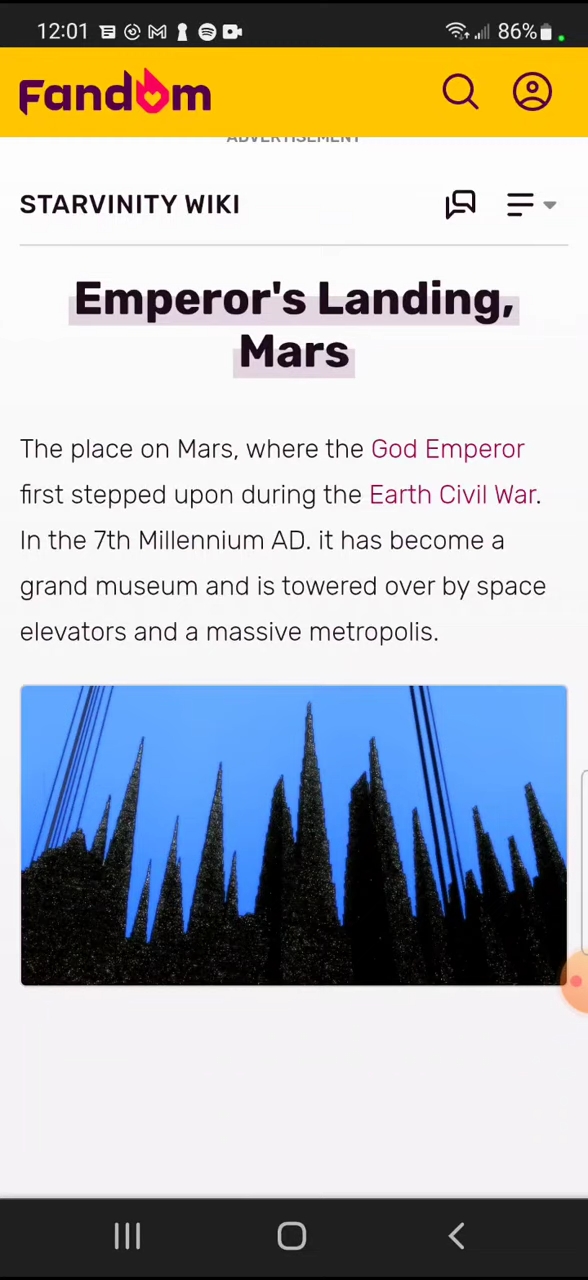 12:01
86%
Fandom
ADVERTISEMENT
STARVINITY WIKI
Emperor's Landing,
Mars
The place on Mars, where the God Emperor
first stepped upon during the Earth Civil War.
In the 7th Millennium AD. it has become a
grand museum and is towered over by space
elevators and a massive metropolis.